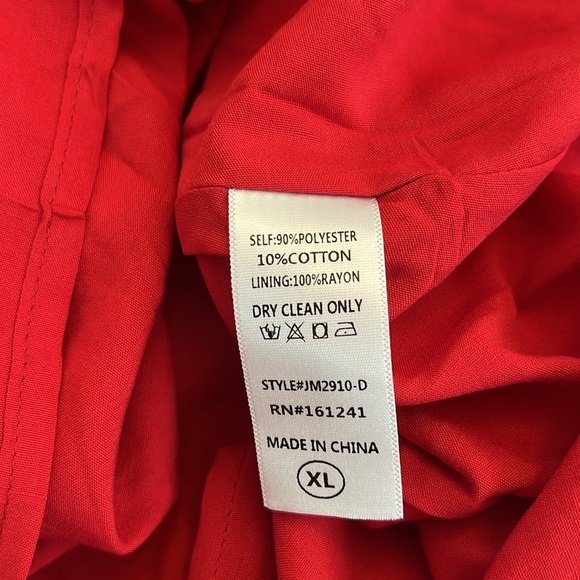 SELF:90%POLYESTER
10%COTTON
LINING:100%RAYON
DRY CLEAN ONLY
STYLE#JM2910-D
RN#161241
MADE IN CHINA
XL